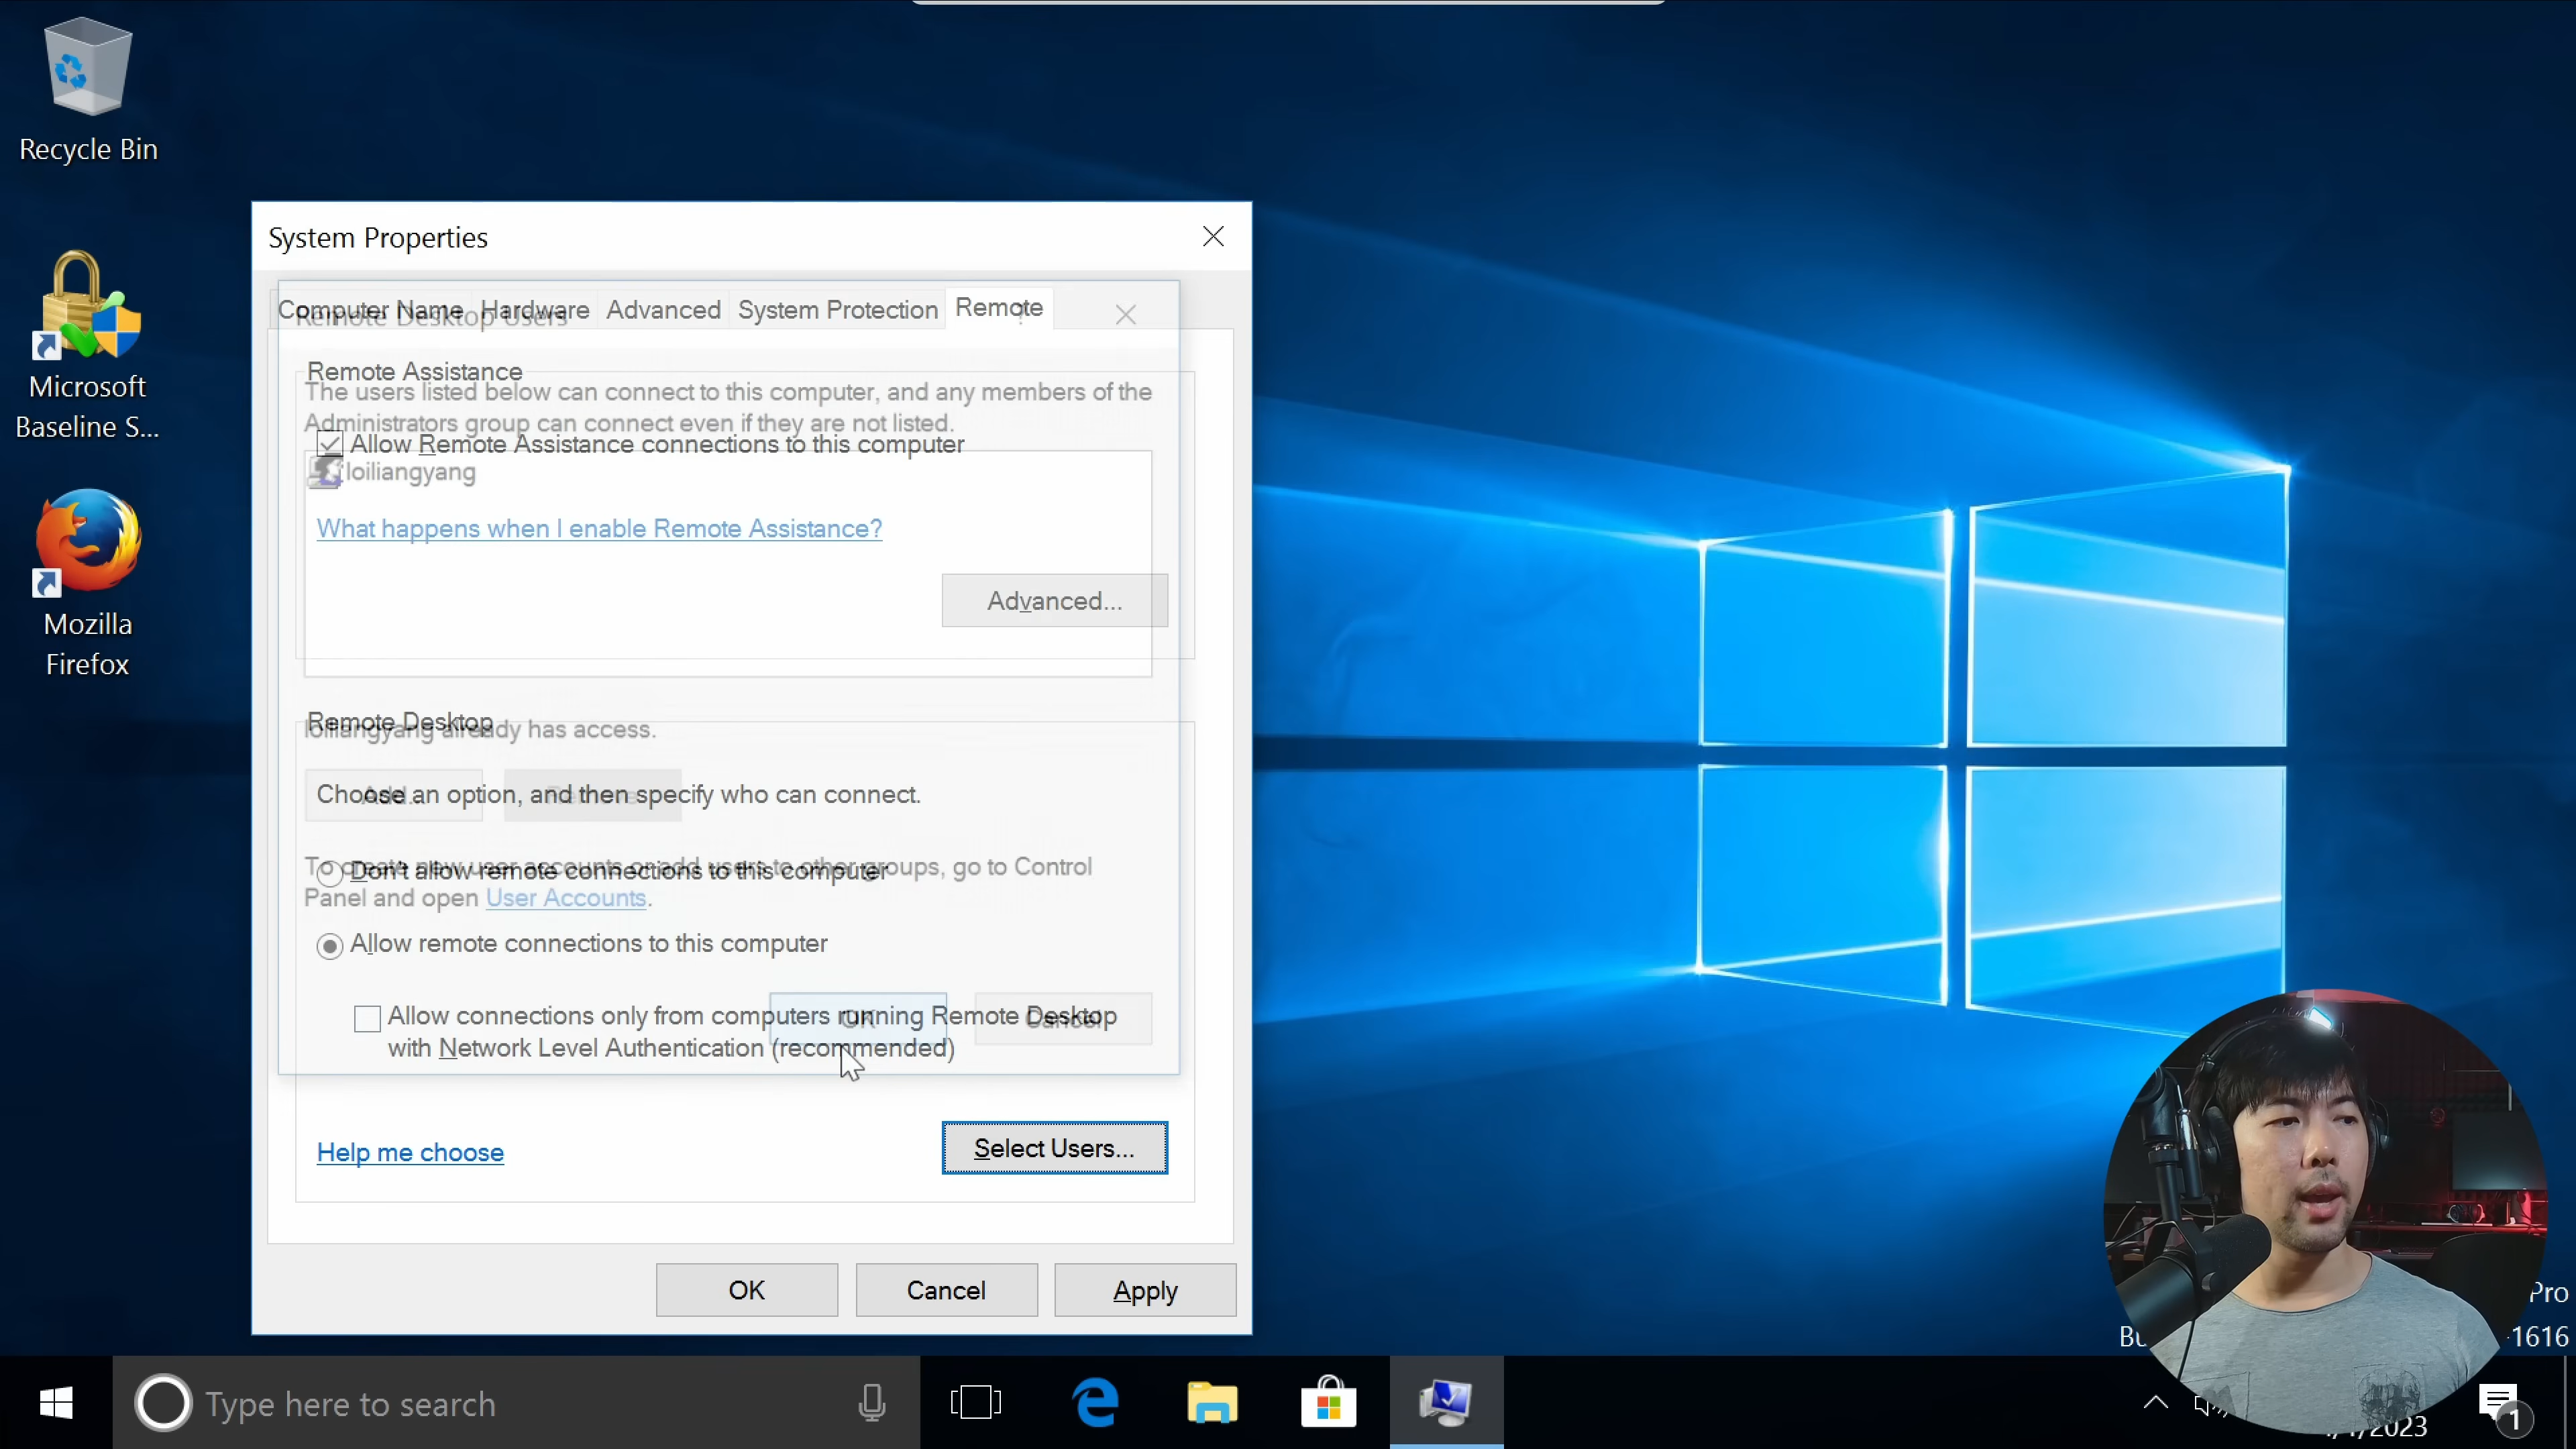 Recycle Bin
Microsoft
Baseline S...
Mozilla
Firefox
System Properties
Computer Name
Hardware
Advanced
System Protection
Remote
Remote Desktop Users
Remote Assistance
The users listed below can connect to this computer, and any members of the
Administrators group can connect even if they are not listed.
Allow Remote Assistance connections to this computer
loiliangyang
What happens when I enable Remote Assistance?
Advanced...
Remote Desktop
loiliangyang already has access.
Choose an option, and then specify who can connect.
Add...
Don't allow remote connections to this computer
To create new user accounts or add users to other groups, go to Control
Panel and open User Accounts.
Allow remote connections to this computer
Allow connections only from computers running Remote Desktop
with Network Level Authentication (recommended)
OK
Cancel
Help me choose
Select Users...
OK
Cancel
Apply
Pro
1616
Type here to search
2023
1